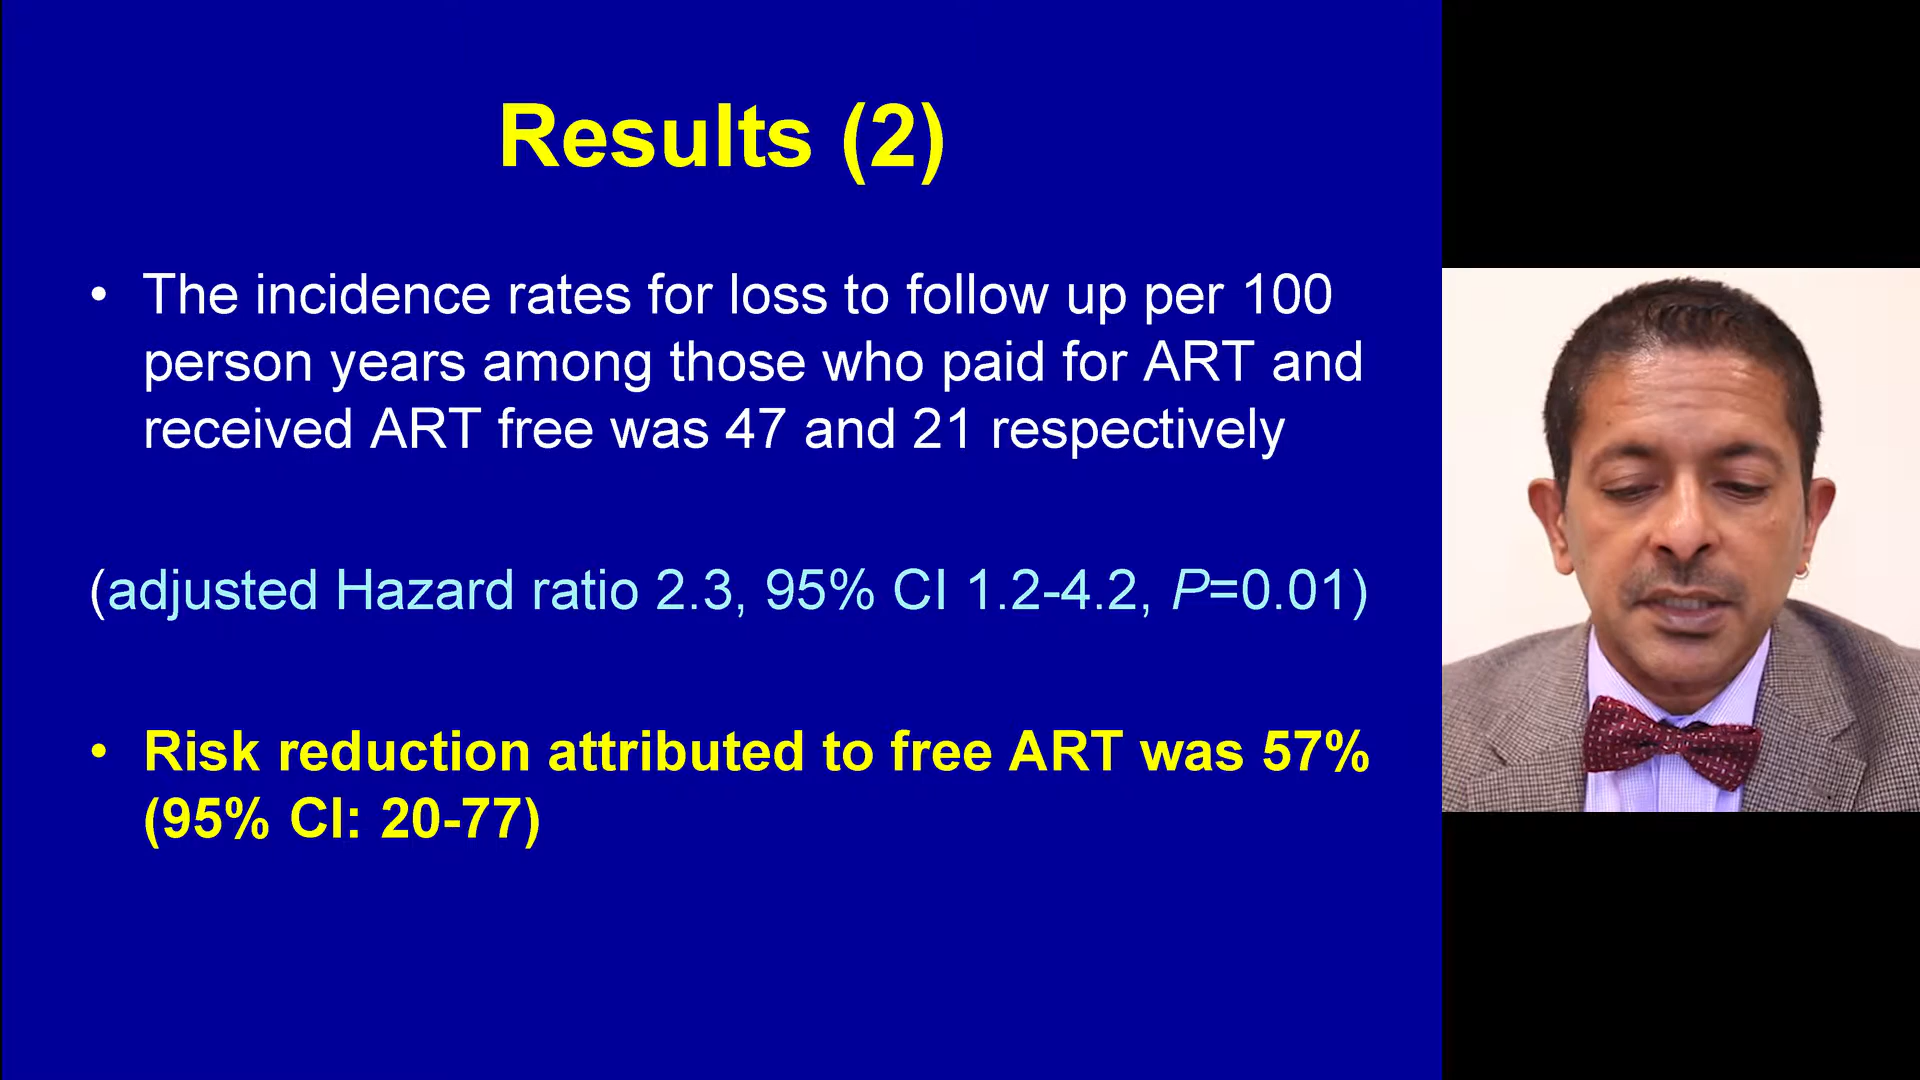 Results (2)
• The incidence rates for loss to follow up per 100
person years among those who paid for ART and
received ART free was 47 and 21 respectively
(adjusted Hazard ratio 2.3, 95% CI 1.2-4.2, P=0.01)
• Risk reduction attributed to free ART was 57%
(95% CI: 20-77)